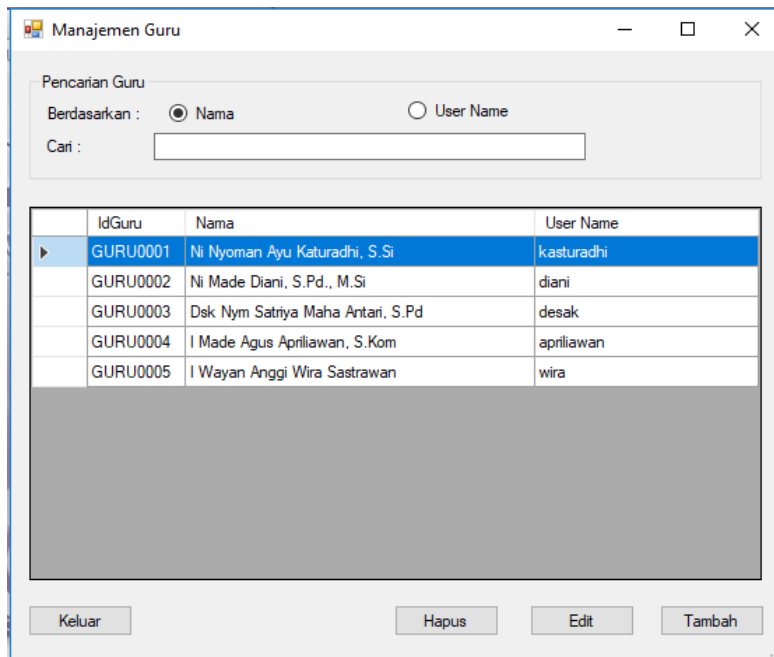 Manajemen Guru
Pencarian Guru
Berdasarkan : Nama User Name
Cari :
IdGuru Nama User Name
GURU0001 Ni Nyoman Ayu Katuradhi, S.Si kasturadhi
GURU0002 Ni Made Diani, S.Pd., M.Si diani
GURU0003 Dsk Nym Satriya Maha Antari, S.Pd desak
GURU0004 I Made Agus Apriliawan, S.Kom apriliawan
GURU0005 I Wayan Anggi Wira Sastrawan wira
Keluar Hapus Edit Tambah